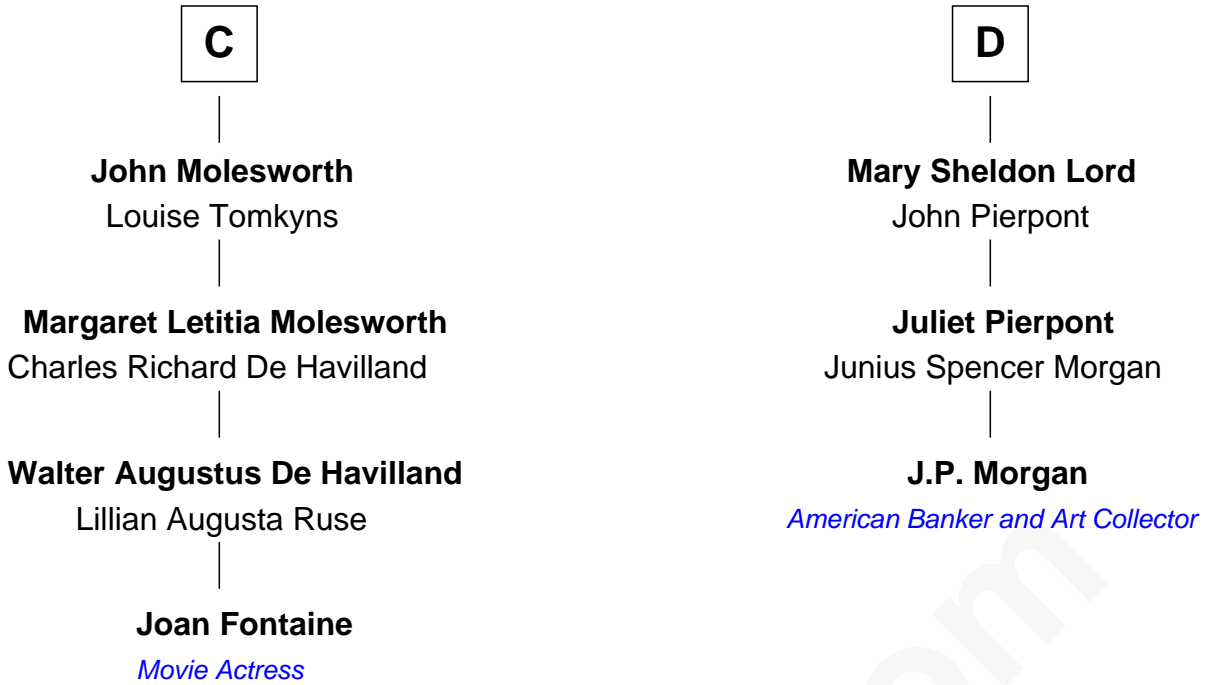 C
John Molesworth
Louise Tomkyns
Margaret Letitia Molesworth
Charles Richard De Havilland
Walter Augustus De Havilland
Lillian Augusta Ruse
Joan Fontaine
Movie Actress
D
Mary Sheldon Lord
John Pierpont
Juliet Pierpont
Junius Spencer Morgan
J.P. Morgan
American Banker and Art Collector
om